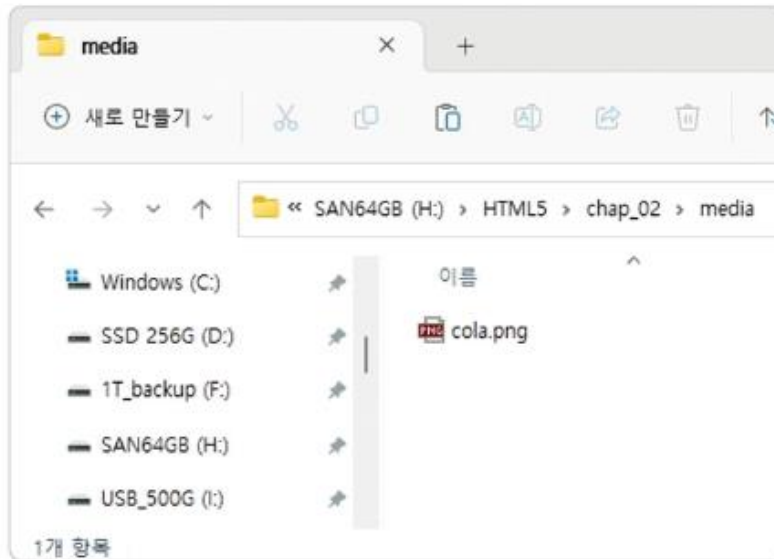 media
새로 만들기
« SAN64GB (H:) › HTML5 › chap_02 › media
이름
Windows (C:)
SSD 256G (D:)
PNG cola.png
1T_backup (F:)
SAN64GB (H:)
USB_500G (I:)
1개 항목